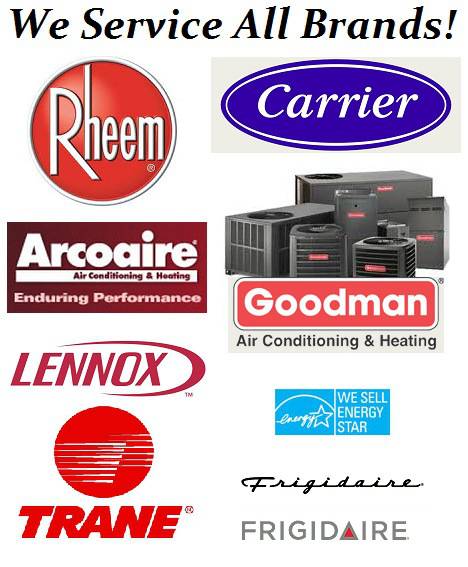 We Service All Brands!
Rheem®
Carrier
Arcoaire®
Air Conditioning & Heating
Enduring Performance
Goodman®
Air Conditioning & Heating
LENNOX™
WE SELL
ENERGY
STAR
energy
TRANE®
Frigidaire®
FRIGIDAIRE®